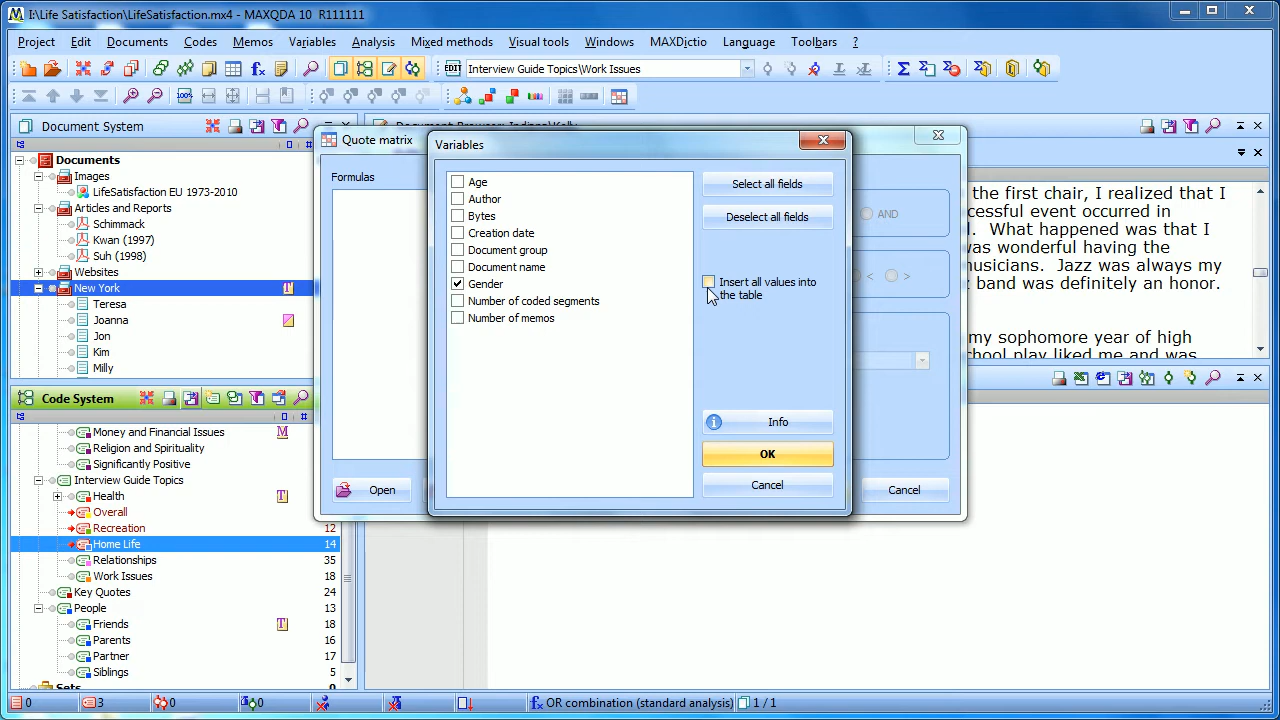 I:\Life Satisfaction\LifeSatisfaction.mx4 - MAXQDA 10 R111111
Project Edit Documents Codes Memos Variables Analysis Mixed methods Visual tools Windows MAXDictio Language Toolbars ?
EDIT Interview Guide Topics\Work Issues
100%
Document System
Documents
Images
LifeSatisfaction EU 1973-2010
Articles and Reports
Schimmack
Kwan (1997)
Suh (1998)
Websites
New York
Teresa
Joanna
Jon
Kim
Milly
Code System
Money and Financial Issues
Religion and Spirituality
Significantly Positive
Interview Guide Topics
Health
Overall
Recreation 12
Home Life 14
Relationships 35
Work Issues 18
Key Quotes 24
People 13
Friends 18
Parents 16
Partner 17
Siblings 5
Sets 0
Quote matrix
Formulas
Open
AND
< >
Cancel
Variables
Age
Author
Bytes
Creation date
Document group
Document name
Gender
Number of coded segments
Number of memos
Select all fields
Deselect all fields
Insert all values into
the table
Info
OK
Cancel
the first chair, I realized that I
cessful event occurred in
What happened was that I
was wonderful having the
musicians. Jazz was always my
z band was definitely an honor.
my sophomore year of high
school play liked me and was
0 3 0 0 OR combination (standard analysis) 1 / 1